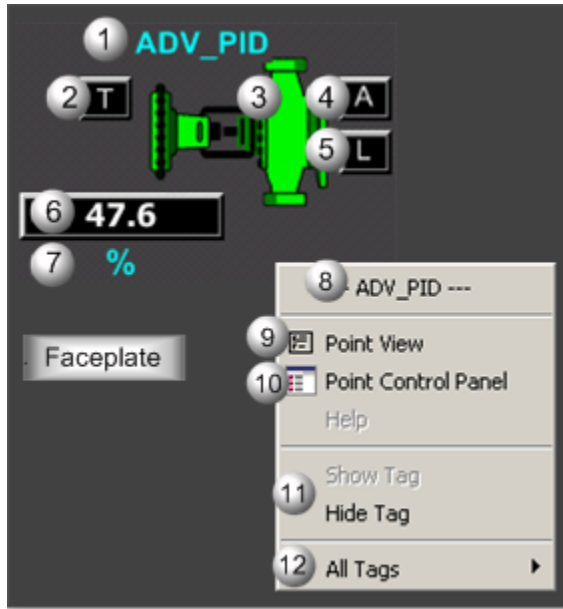 1 ADV_PID
2 T
3
4 A
5 L
6 47.6
7 %
8 - ADV_PID ---
9 Point View
Faceplate
10 Point Control Panel
Help
Show Tag
11
Hide Tag
12 All Tags